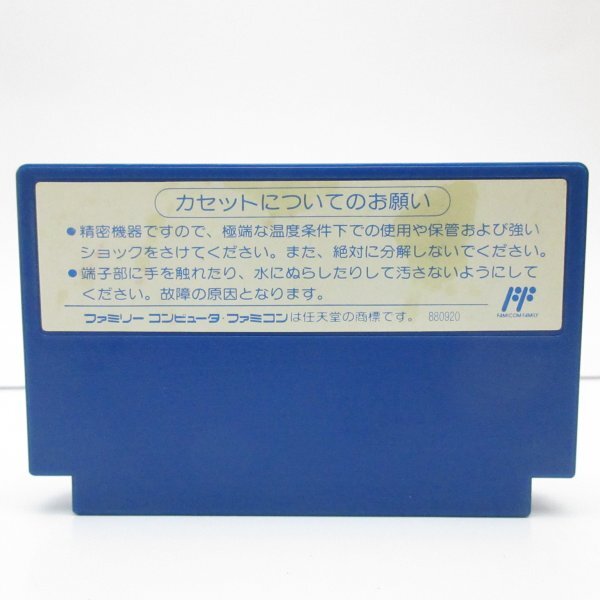 カセットについてのお願い
●精密機器ですので、極端な温度条件下での使用や保管および強い
ショックをさけてください。また、絶対に分解しないでください。
●端子部に手を触れたり、水にぬらしたりして汚さないようにして
ください。故障の原因となります。
ファミリー コンピュータ・ファミコンは任天堂の商標です。 880920
FAMICOM FAMILY